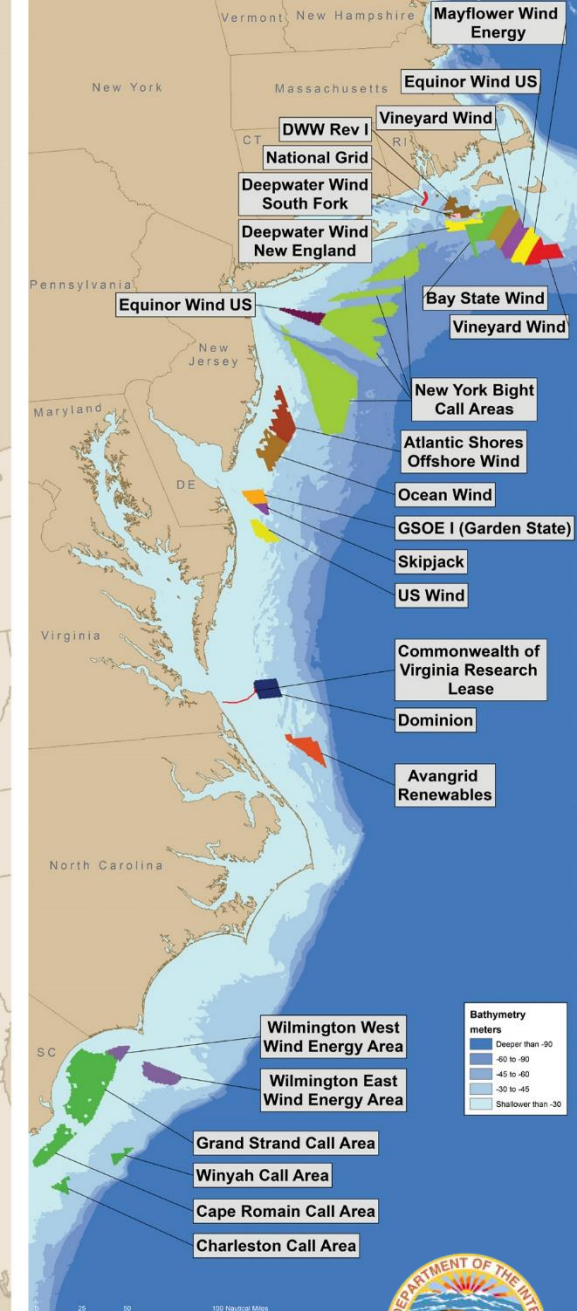 Vermont
New Hampshire
Mayflower Wind
Energy
New York
Massachusetts
Equinor Wind US
Vineyard Wind
DWW Rev I
CT
RI
National Grid
Deepwater Wind
South Fork
Deepwater Wind
New England
Pennsylvania
Equinor Wind US
Bay State Wind
Vineyard Wind
New
Jersey
New York Bight
Call Areas
Maryland
Atlantic Shores
Offshore Wind
DE
Ocean Wind
GSOE I (Garden State)
Skipjack
US Wind
Virginia
Commonwealth of
Virginia Research
Lease
Dominion
Avangrid
Renewables
North Carolina
Bathymetry
meters
Deeper than -90
-60 to -90
-45 to -60
-30 to -45
Shallower than -30
SC
Wilmington West
Wind Energy Area
Wilmington East
Wind Energy Area
Grand Strand Call Area
Winyah Call Area
Cape Romain Call Area
Charleston Call Area
0 25 50 100 Nautical Miles
DEPARTMENT OF THE INTE